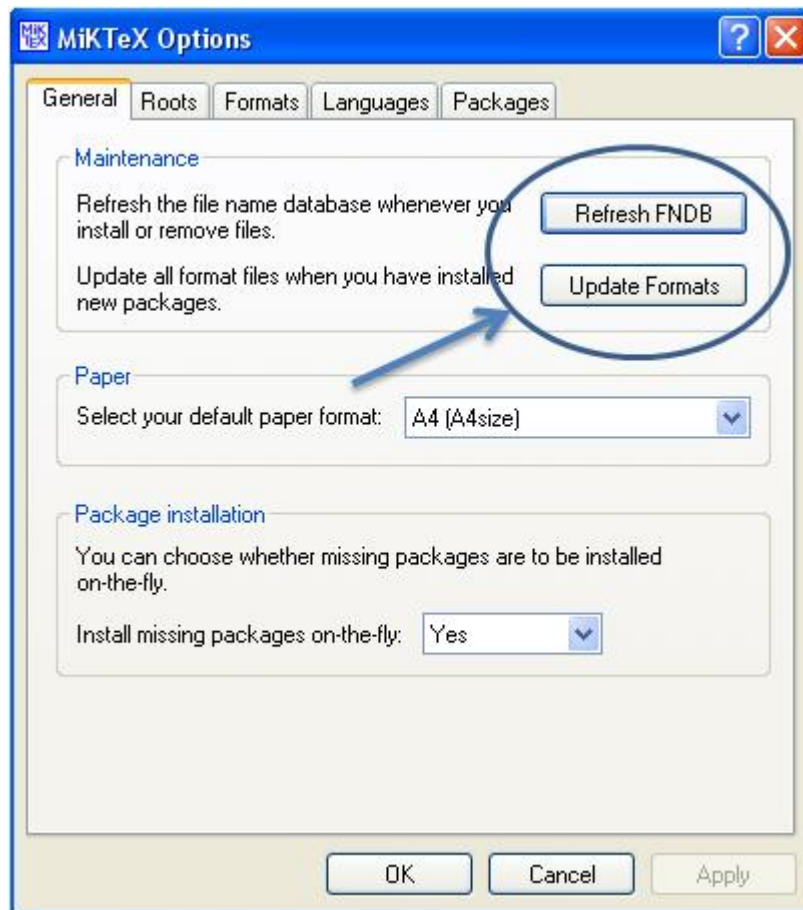 MiKTeX Options
General Roots Formats Languages Packages
Maintenance
Refresh the file name database whenever you
install or remove files.
Refresh FNDB
Update all format files when you have installed
new packages.
Update Formats
Paper
Select your default paper format: A4 (A4size)
Package installation
You can choose whether missing packages are to be installed
on-the-fly.
Install missing packages on-the-fly: Yes
OK Cancel Apply